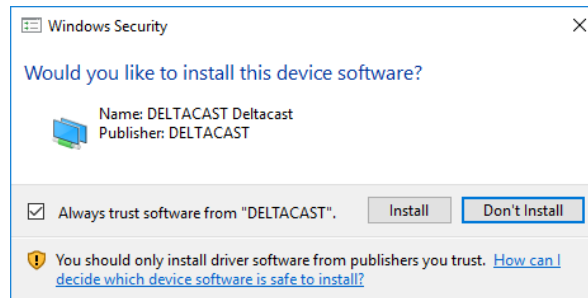 Windows Security
Would you like to install this device software?
Name: DELTACAST Deltacast
Publisher: DELTACAST
Always trust software from "DELTACAST".
Install
Don't Install
You should only install driver software from publishers you trust. How can I
decide which device software is safe to install?